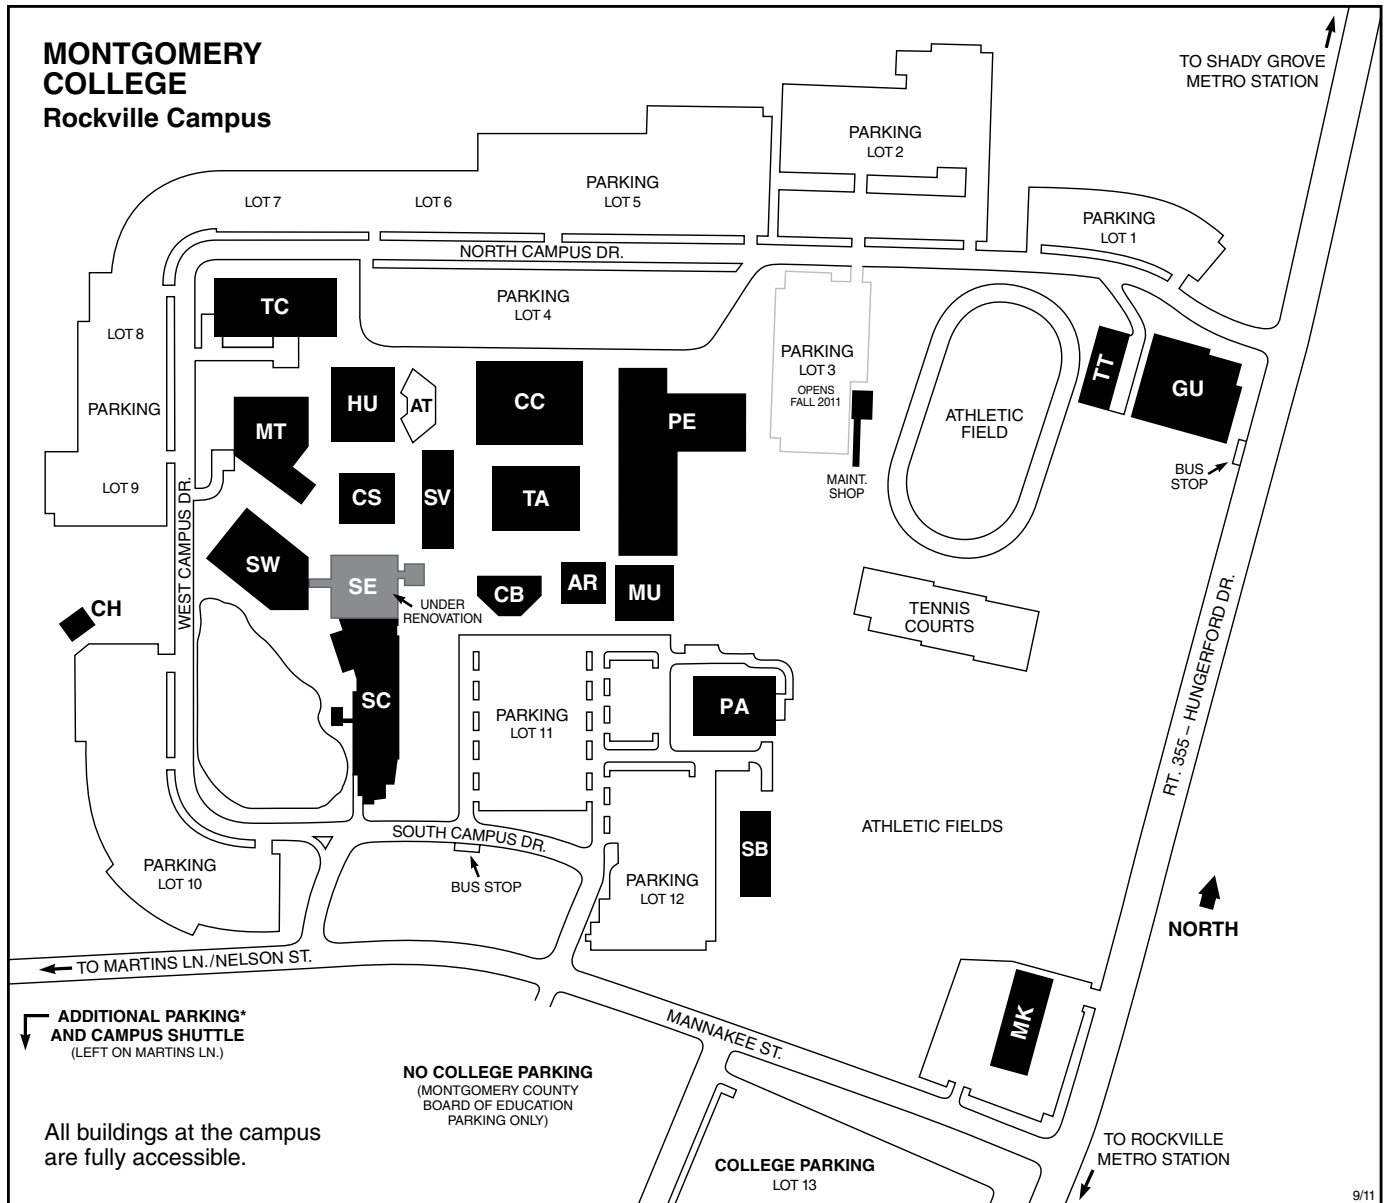 MONTGOMERY
COLLEGE
Rockville Campus
TO SHADY GROVE
METRO STATION
PARKING
LOT 2
PARKING
LOT 5
LOT 6
LOT 7
PARKING
LOT 1
NORTH CAMPUS DR.
PARKING
LOT 4
TC
LOT 8
PARKING
LOT 9
PARKING
LOT 3
OPENS
FALL 2011
MAINT.
SHOP
ATHLETIC
FIELD
TT
GU
BUS
STOP
HU
AT
CC
PE
MT
CS
SV
TA
WEST CAMPUS DR.
SW
SE
UNDER
RENOVATION
CB
AR
MU
CH
TENNIS
COURTS
RT. 355 – HUNGERFORD DR.
SC
PARKING
LOT 11
PA
ATHLETIC FIELDS
SOUTH CAMPUS DR.
BUS STOP
SB
PARKING
LOT 10
PARKING
LOT 12
NORTH
TO MARTINS LN./NELSON ST.
MANNAKEE ST.
MK
ADDITIONAL PARKING*
AND CAMPUS SHUTTLE
(LEFT ON MARTINS LN.)
NO COLLEGE PARKING
(MONTGOMERY COUNTY
BOARD OF EDUCATION
PARKING ONLY)
All buildings at the campus
are fully accessible.
COLLEGE PARKING
LOT 13
TO ROCKVILLE
METRO STATION
9/11